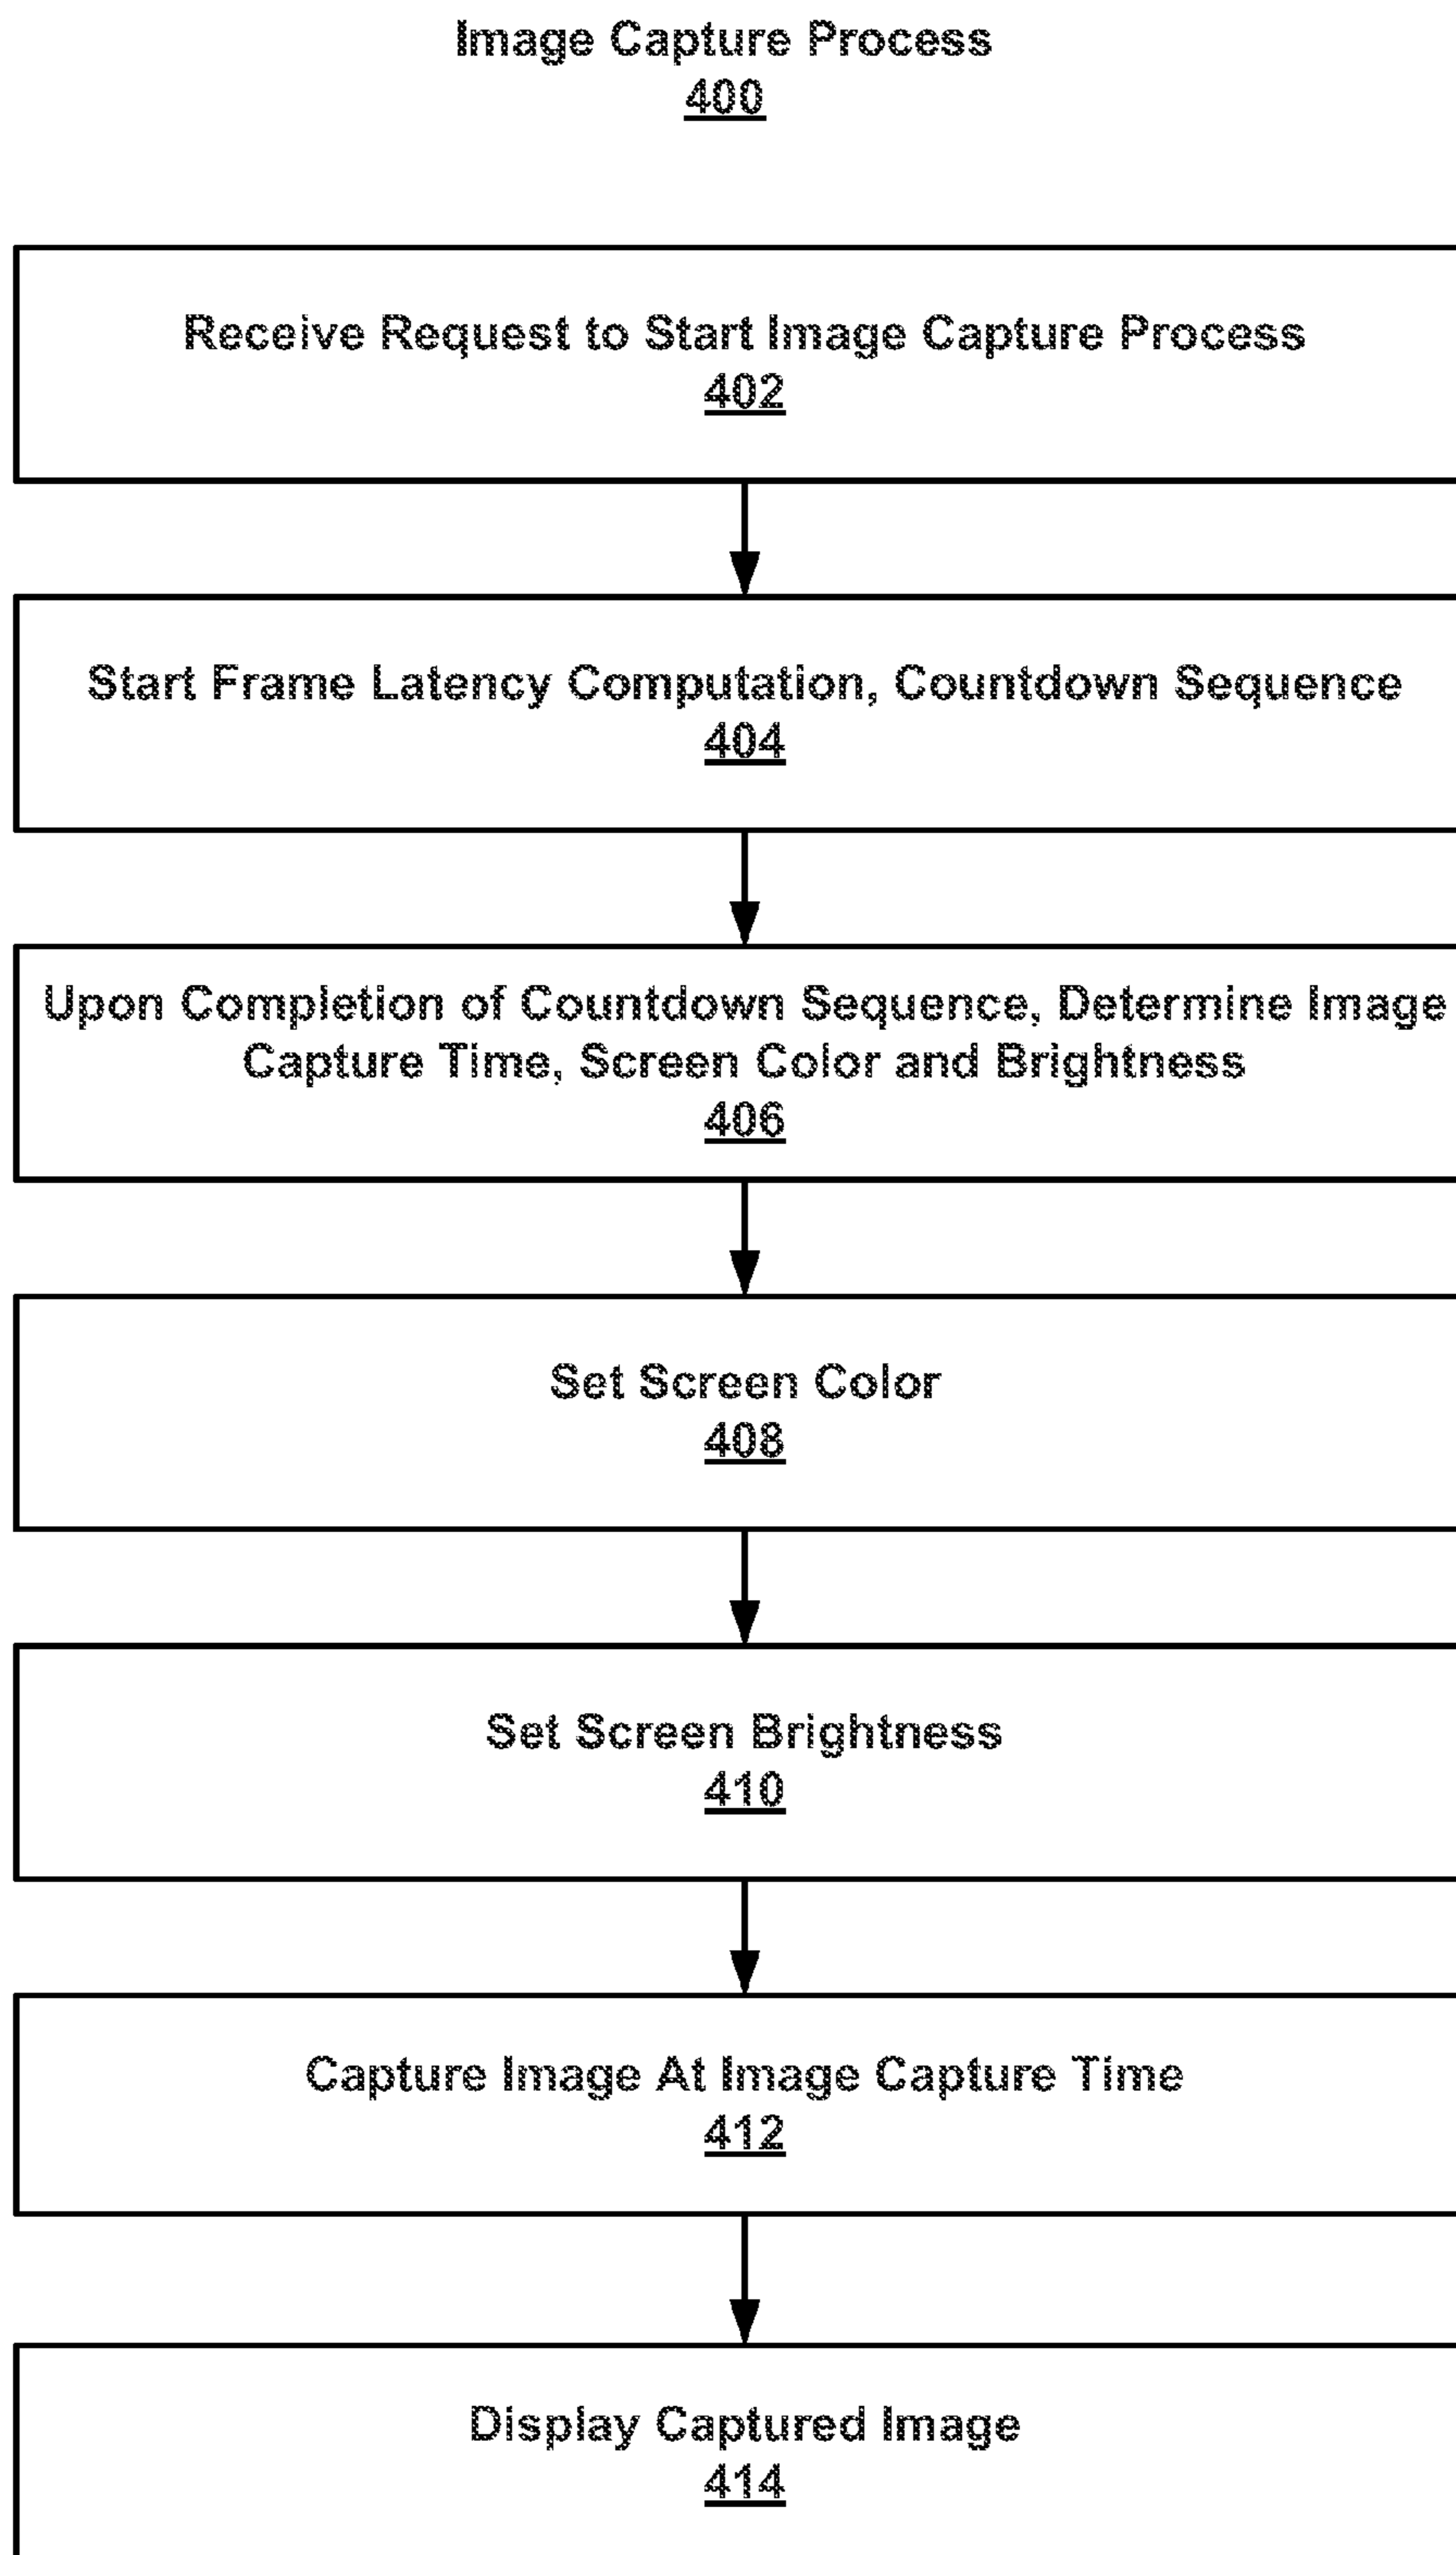 Image Capture Process
400
Receive Request to Start Image Capture Process
402
Start Frame Latency Computation, Countdown Sequence
404
Upon Completion of Countdown Sequence, Determine Image
Capture Time, Screen Color and Brightness
406
Set Screen Color
408
Set Screen Brightness
410
Capture Image At Image Capture Time
412
Display Captured Image
414